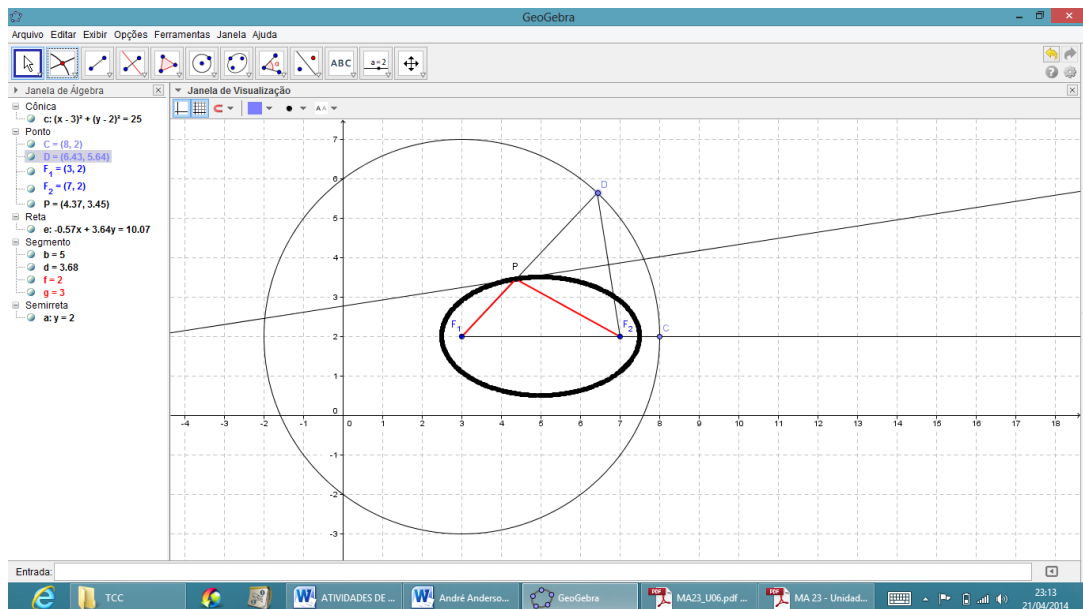 GeoGebra
Arquivo Editar Exibir Opções Ferramentas Janela Ajuda
ABC
a=2
Janela de Álgebra
Janela de Visualização
Cônica
c: (x - 3)² + (y - 2)² = 25
Ponto
C = (8, 2)
D = (6.43, 5.64)
F₁ = (3, 2)
F₂ = (7, 2)
P = (4.37, 3.45)
Reta
e: -0.57x + 3.64y = 10.07
Segmento
b = 5
d = 3.68
f = 2
g = 3
Semirreta
a: y = 2
A A
7
6
5
4
3
2
1
0
-1
-2
-3
-4 -3 -2 -1 0 1 2 3 4 5 6 7 8 9 10 11 12 13 14 15 16 17 18
D
P
F₁
F₂
C
Entrada:
TCC
ATIVIDADES DE ...
André Anderso...
GeoGebra
MA23_U06.pdf ...
MA 23 - Unidad...
23:13
21/04/2014